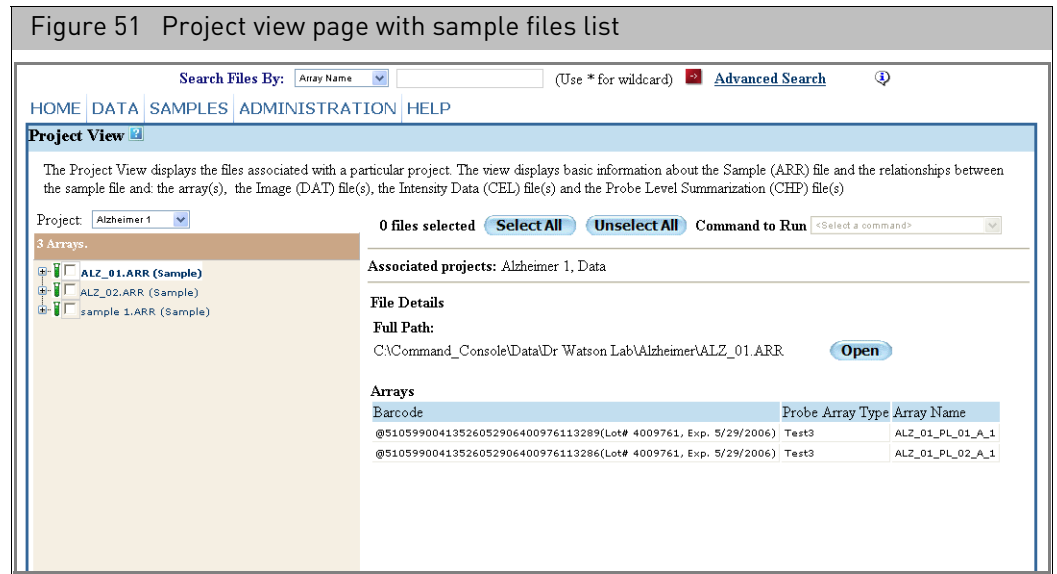 Figure 51 Project view page with sample files list
Search Files By: Array Name (Use * for wildcard) Advanced Search
HOME DATA SAMPLES ADMINISTRATION HELP
Project View ?
The Project View displays the files associated with a particular project. The view displays basic information about the Sample (ARR) file and the relationships between
the sample file and: the array(s), the Image (DAT) file(s), the Intensity Data (CEL) file(s) and the Probe Level Summarization (CHP) file(s)
Project: Alzheimer 1
0 files selected Select All Unselect All Command to Run <Select a command>
3 Arrays.
ALZ_01.ARR (Sample)
ALZ_02.ARR (Sample)
sample 1.ARR (Sample)
Associated projects: Alzheimer 1, Data
File Details
Full Path:
C:\Command_Console\Data\Dr Watson Lab\Alzheimer\ALZ_01.ARR Open
Arrays
Barcode Probe Array Type Array Name
@51059900413526052906400976113289(Lot# 4009761, Exp. 5/29/2006) Test3 ALZ_01_PL_01_A_1
@51059900413526052906400976113286(Lot# 4009761, Exp. 5/29/2006) Test3 ALZ_01_PL_02_A_1